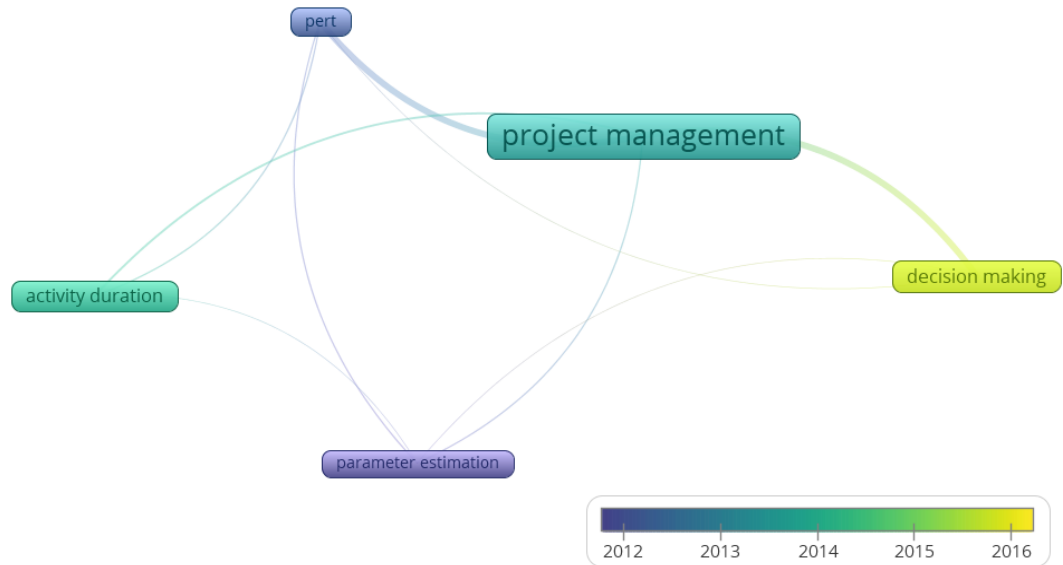 pert
project management
decision making
activity duration
parameter estimation
2012 2013 2014 2015 2016